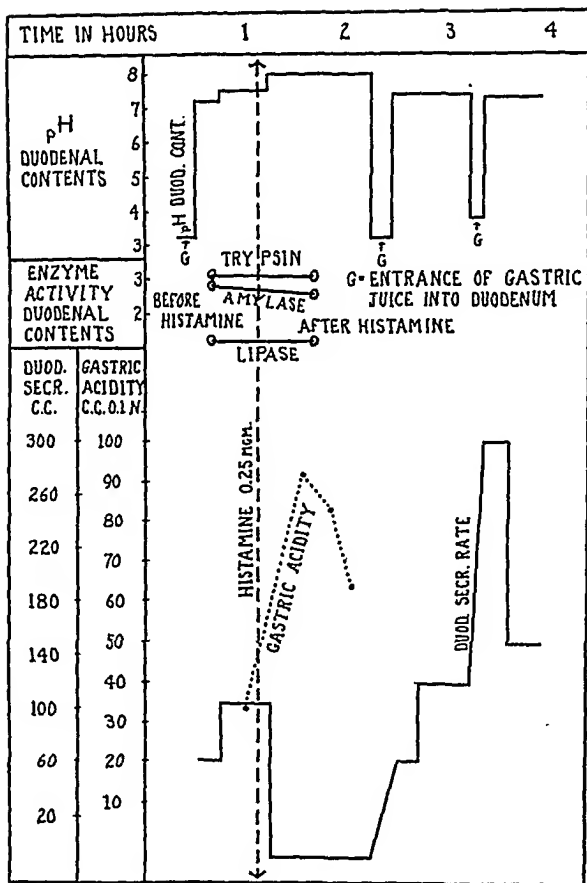 TIME IN HOURS 1 2 3 4
8
7
6
5
4
3
pH
DUODENAL
CONTENTS
pH DUOD. CONT.
G
G
G
ENZYME
ACTIVITY
DUODENAL
CONTENTS
3
2
TRYPSIN
AMYLASE
LIPASE
BEFORE
HISTAMINE
AFTER HISTAMINE
G=ENTRANCE OF GASTRIC
JUICE INTO DUODENUM
DUOD.
SECR.
C.C.
GASTRIC
ACIDITY
C.C.0.1 N.
300 100
90
260
80
220
70
180 60
50
140
40
100
30
60 20
10
20
HISTAMINE 0.25 MGM.
GASTRIC ACIDITY
DUOD. SECR. RATE